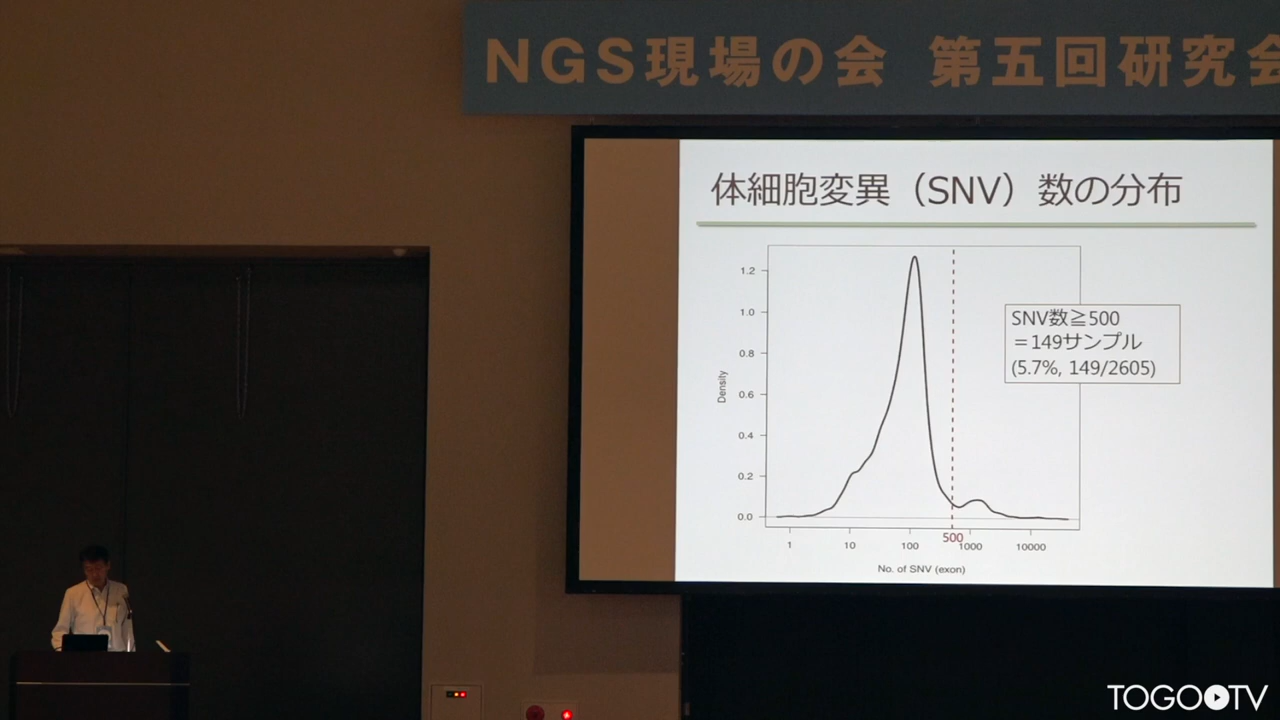 NGS現場の会 第五回研究会
体細胞変異（SNV）数の分布
SNV数≧500
＝149サンプル
(5.7%, 149/2605)
Density
1.2
1.0
0.8
0.6
0.4
0.2
0.0
1 10 100 500 1000 10000
No. of SNV (exon)
TOGOTV